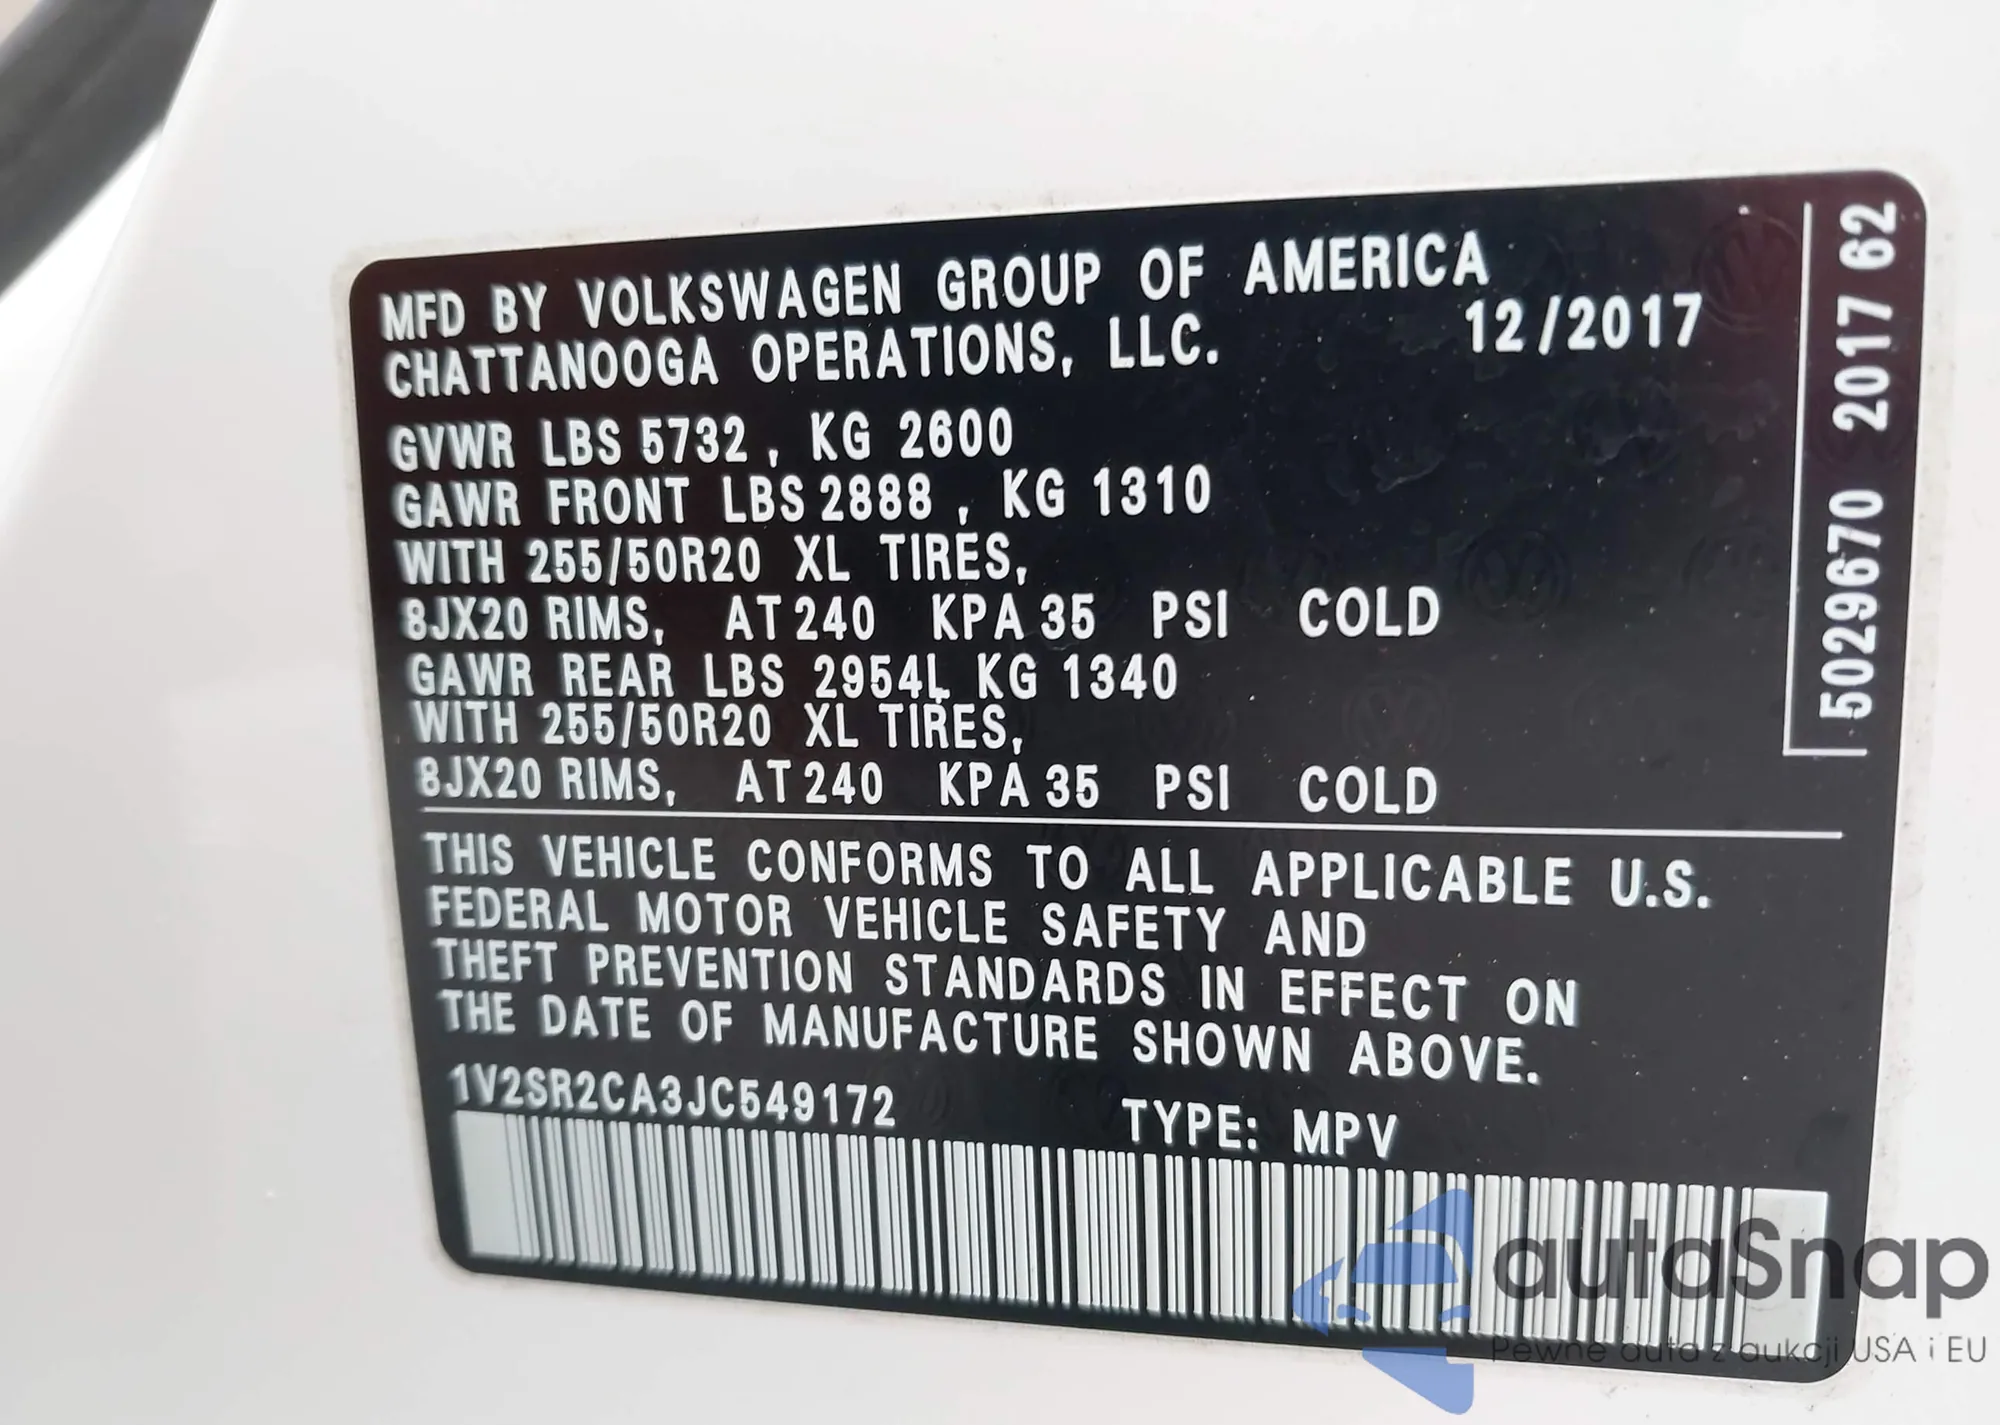 MFD BY VOLKSWAGEN GROUP OF AMERICA
CHATTANOOGA OPERATIONS, LLC. 12/2017
GVWR LBS 5732 , KG 2600
GAWR FRONT LBS 2888 , KG 1310
WITH 255/50R20 XL TIRES,
8JX20 RIMS, AT 240 KPA 35 PSI COLD
GAWR REAR LBS 2954L KG 1340
WITH 255/50R20 XL TIRES,
8JX20 RIMS, AT 240 KPA 35 PSI COLD
THIS VEHICLE CONFORMS TO ALL APPLICABLE U.S.
FEDERAL MOTOR VEHICLE SAFETY AND
THEFT PREVENTION STANDARDS IN EFFECT ON
THE DATE OF MANUFACTURE SHOWN ABOVE.
1V2SR2CA3JC549172
TYPE: MPV
5029670 2017 62
autaSnap
Pewne auta z aukcji USA i EU